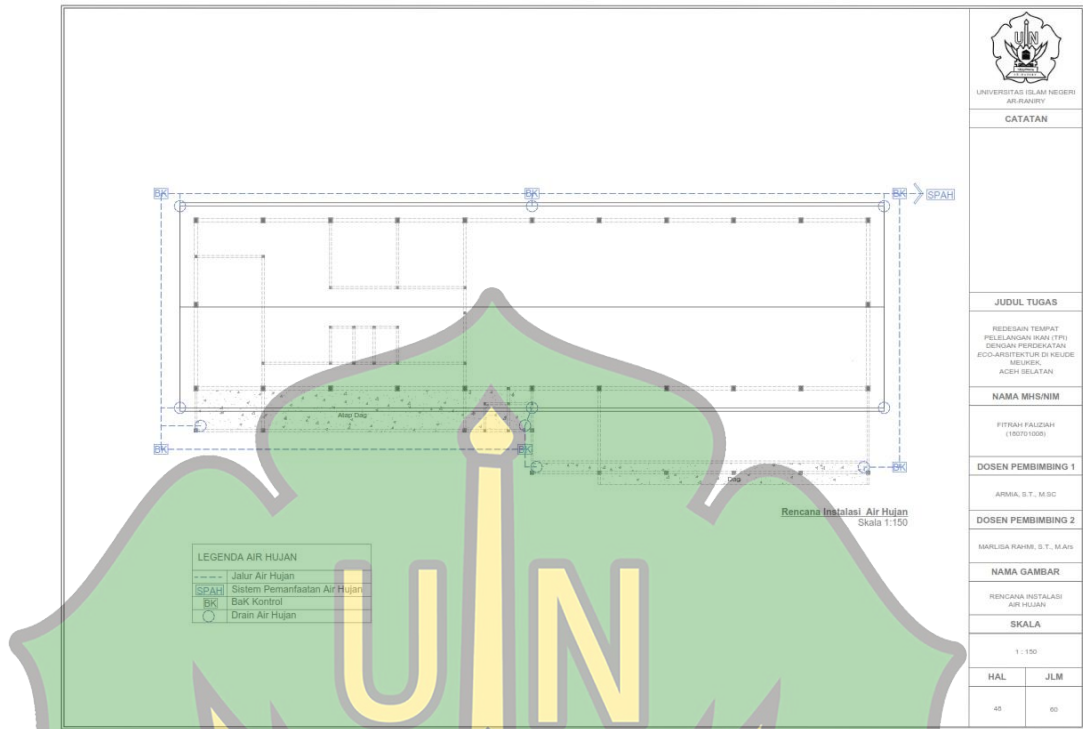 BK
BK
BK
SPAH
Atap Dag
BK
BK
BK
Dag
Rencana Instalasi Air Hujan
Skala 1:150
LEGENDA AIR HUJAN
Jalur Air Hujan
SPAH Sistem Pemanfaatan Air Hujan
BK BaK Kontrol
Drain Air Hujan
UIN
UIN
UNIVERSITAS ISLAM NEGERI
AR-RANIRY
CATATAN
JUDUL TUGAS
REDESAIN TEMPAT
PELELANGAN IKAN (TPI)
DENGAN PERDEKATAN
ECO-ARSITEKTUR DI KEUDE
MEUKEK,
ACEH SELATAN
NAMA MHS/NIM
FITRAH FAUZIAH
(180701008)
DOSEN PEMBIMBING 1
ARMIA, S.T., M.SC
DOSEN PEMBIMBING 2
MARLISA RAHMI, S.T., M.Ars
NAMA GAMBAR
RENCANA INSTALASI
AIR HUJAN
SKALA
1 : 150
HAL JLM
48 60